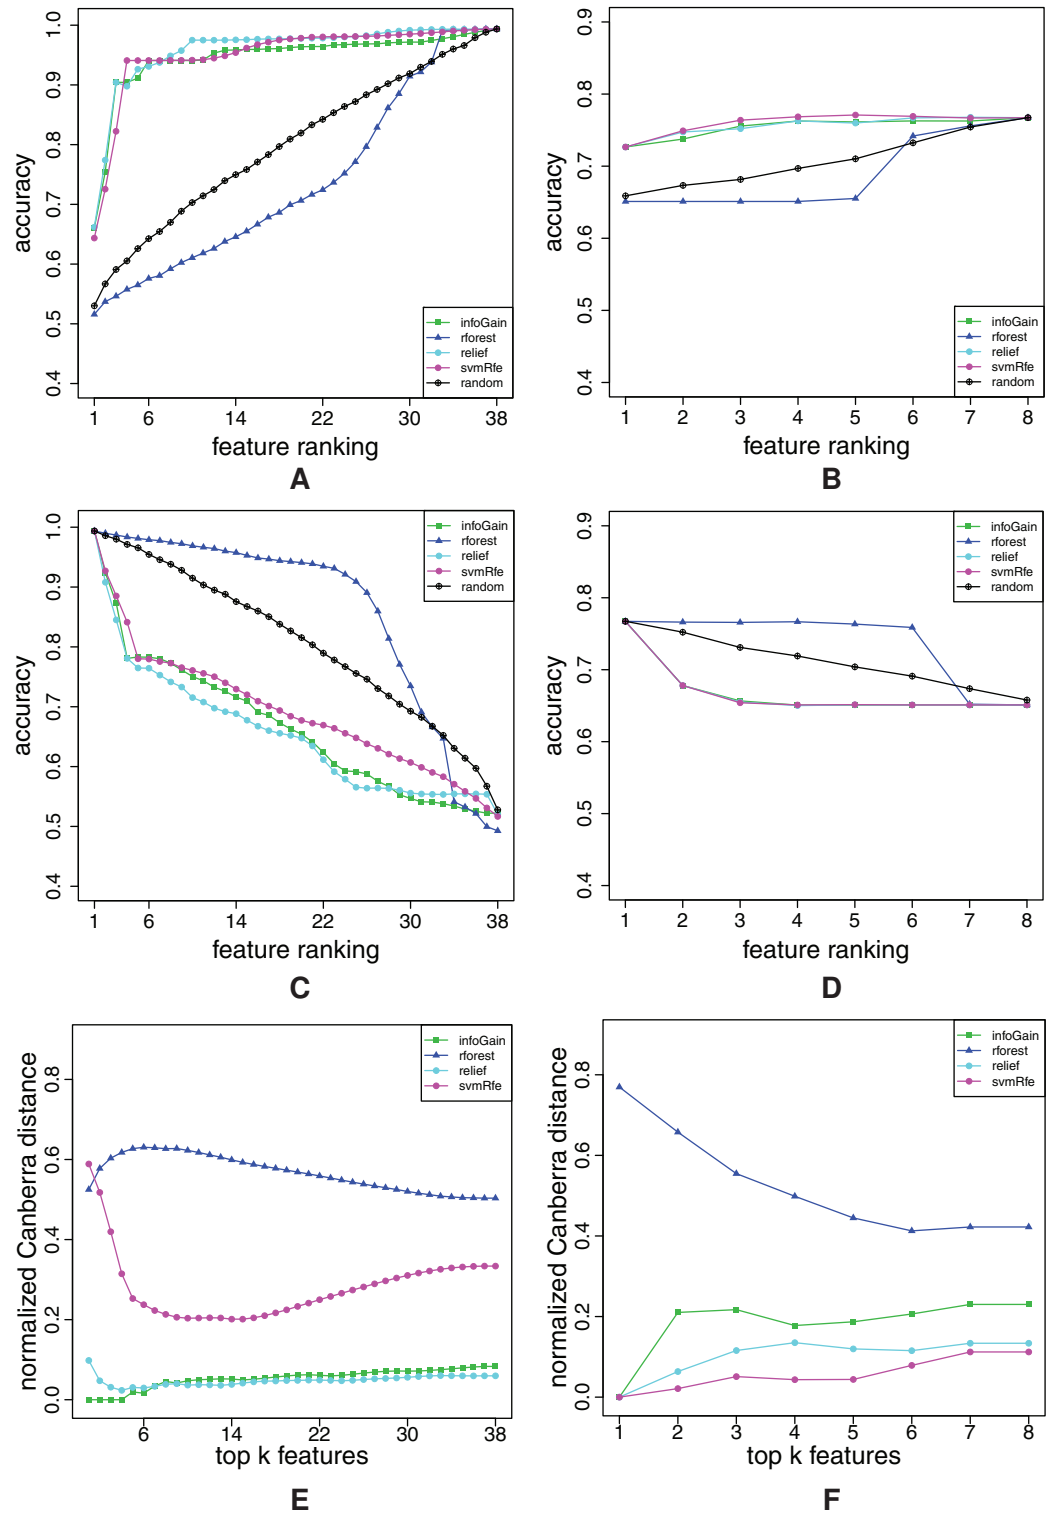 accuracy
1.0
0.9
0.8
0.7
0.6
0.5
0.4
infoGain
rforest
relief
svmRfe
random
1 6 14 22 30 38
feature ranking
A
accuracy
0.9
0.8
0.7
0.6
0.5
0.4
infoGain
rforest
relief
svmRfe
random
1 2 3 4 5 6 7 8
feature ranking
B
accuracy
1.0
0.9
0.8
0.7
0.6
0.5
0.4
infoGain
rforest
relief
svmRfe
random
1 6 14 22 30 38
feature ranking
C
accuracy
0.9
0.8
0.7
0.6
0.5
0.4
infoGain
rforest
relief
svmRfe
random
1 2 3 4 5 6 7 8
feature ranking
D
normalized Canberra distance
0.8
0.6
0.4
0.2
0.0
infoGain
rforest
relief
svmRfe
6 14 22 30 38
top k features
E
normalized Canberra distance
0.8
0.6
0.4
0.2
0.0
infoGain
rforest
relief
svmRfe
1 2 3 4 5 6 7 8
top k features
F